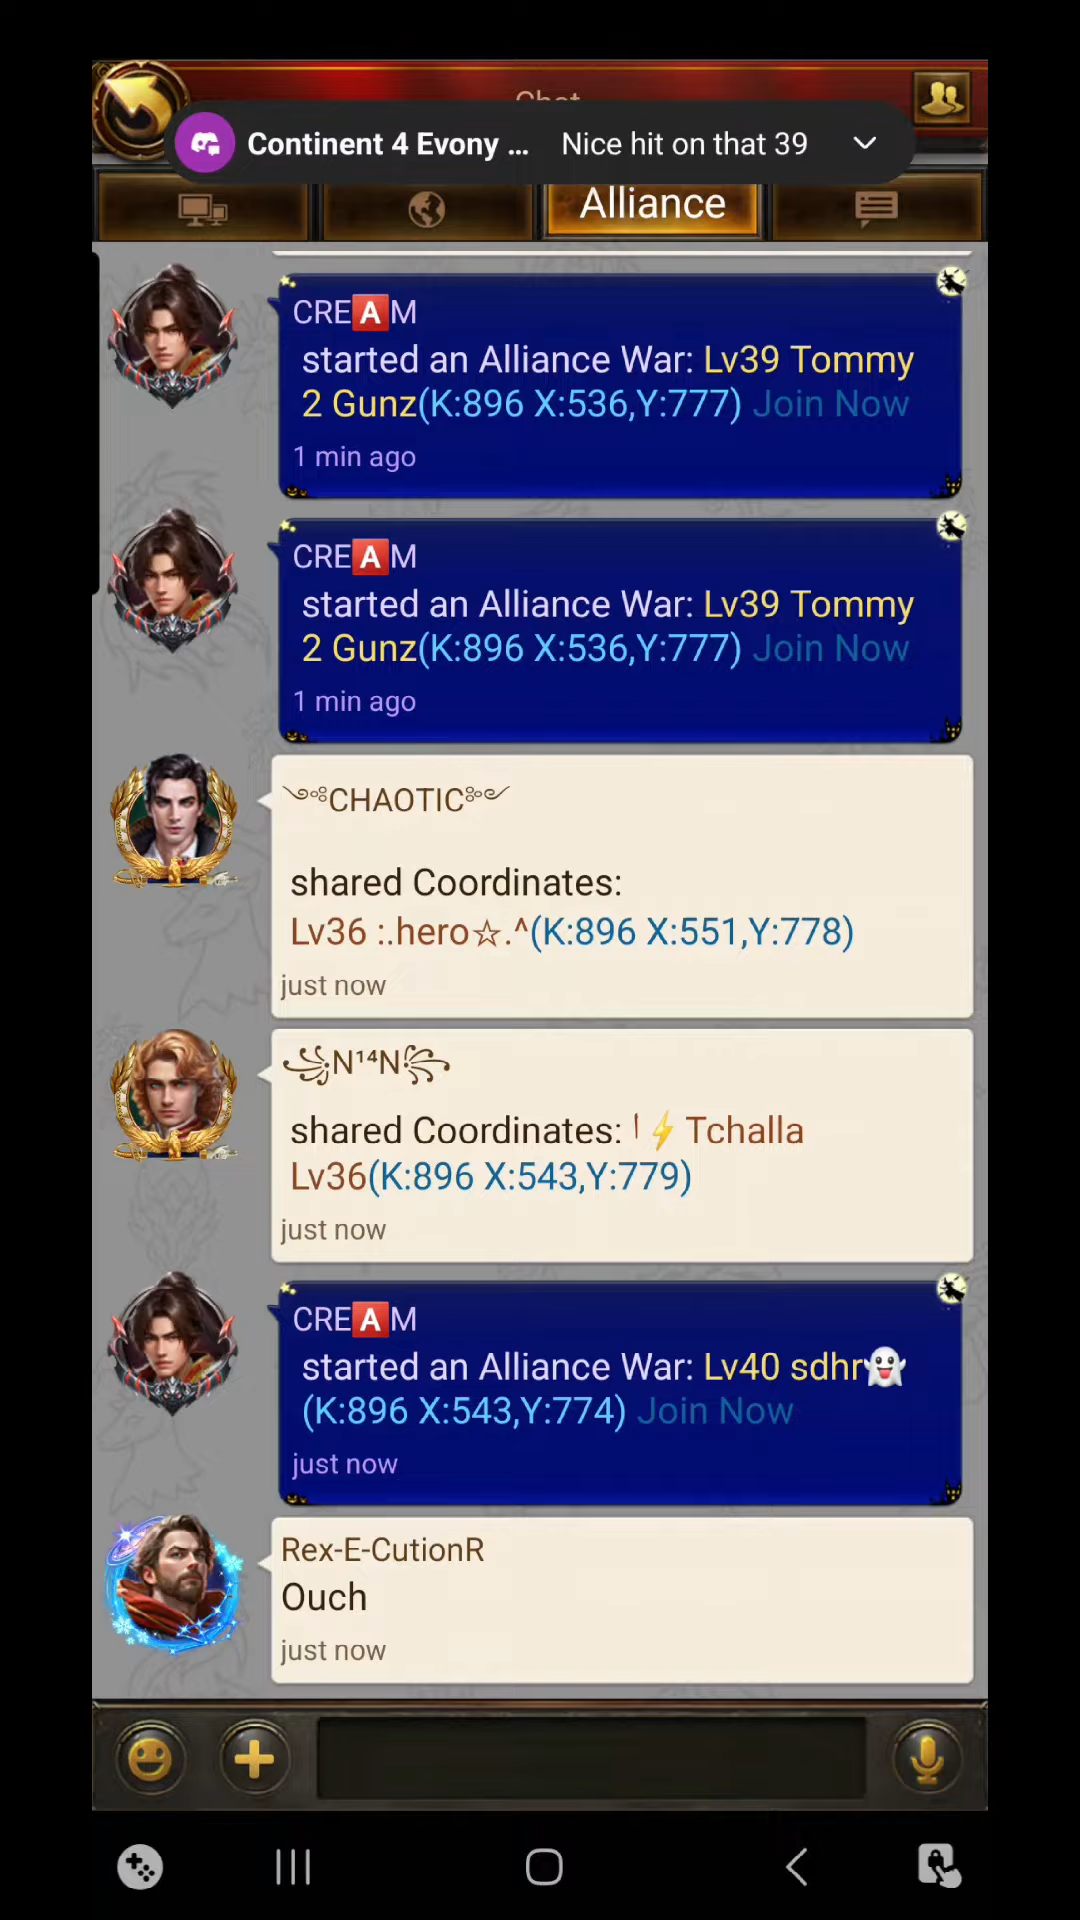 Chat
Continent 4 Evony ... Nice hit on that 39
Alliance
CRE🅰M
started an Alliance War: Lv39 Tommy
2 Gunz(K:896 X:536,Y:777) Join Now
1 min ago
CRE🅰M
started an Alliance War: Lv39 Tommy
2 Gunz(K:896 X:536,Y:777) Join Now
1 min ago
༺CHAOTIC༻
shared Coordinates:
Lv36 :.hero☆.^(K:896 X:551,Y:778)
just now
꧁N¹⁴N꧂
shared Coordinates: ⚡ Tchalla
Lv36(K:896 X:543,Y:779)
just now
CRE🅰M
started an Alliance War: Lv40 sdhr👻
(K:896 X:543,Y:774) Join Now
just now
Rex-E-CutionR
Ouch
just now